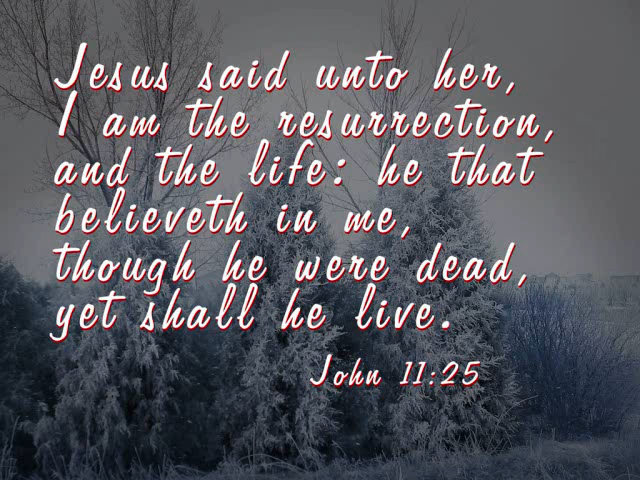 Jesus said unto her,
I am the resurrection,
and the life: he that
believeth in me,
though he were dead,
yet shall he live.
John 11:25